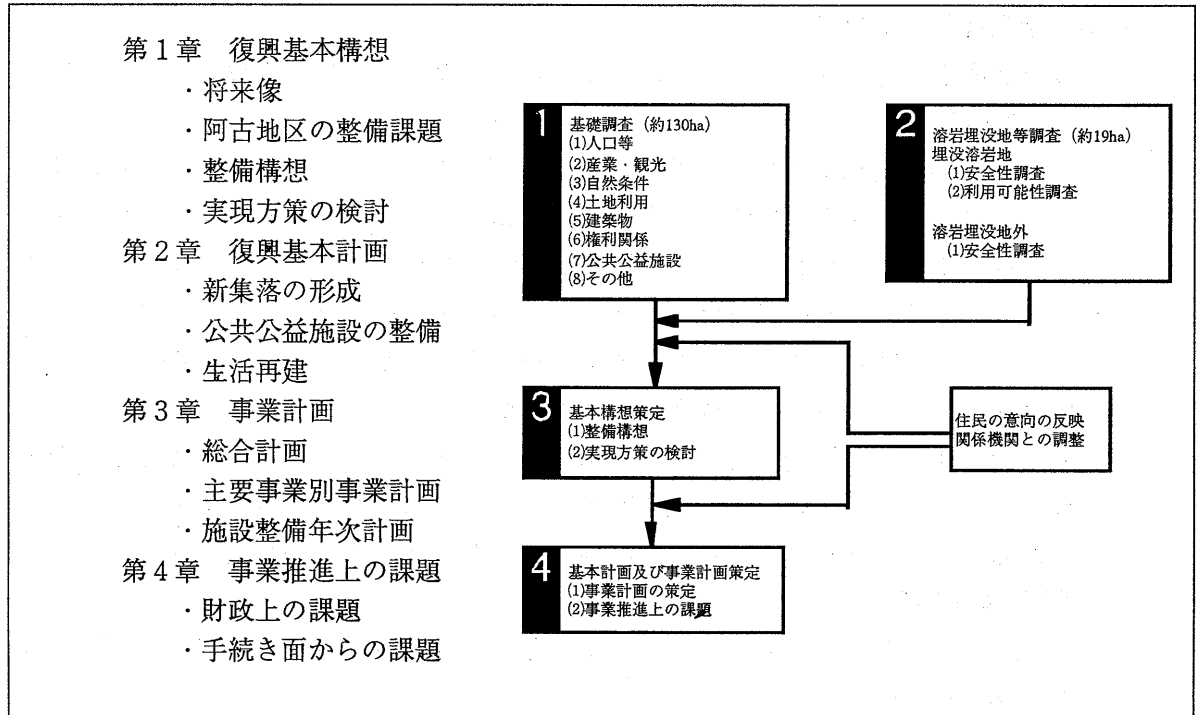 第1章　復興基本構想
・将来像
・阿古地区の整備課題
・整備構想
・実現方策の検討
第2章　復興基本計画
・新集落の形成
・公共公益施設の整備
・生活再建
第3章　事業計画
・総合計画
・主要事業別事業計画
・施設整備年次計画
第4章　事業推進上の課題
・財政上の課題
・手続き面からの課題
1
基礎調査（約130ha）
(1)人口等
(2)産業・観光
(3)自然条件
(4)土地利用
(5)建築物
(6)権利関係
(7)公共公益施設
(8)その他
2
溶岩埋没地等調査（約19ha）
埋没溶岩地
(1)安全性調査
(2)利用可能性調査
溶岩埋没地外
(1)安全性調査
3
基本構想策定
(1)整備構想
(2)実現方策の検討
住民の意向の反映
関係機関との調整
4
基本計画及び事業計画策定
(1)事業計画の策定
(2)事業推進上の課題